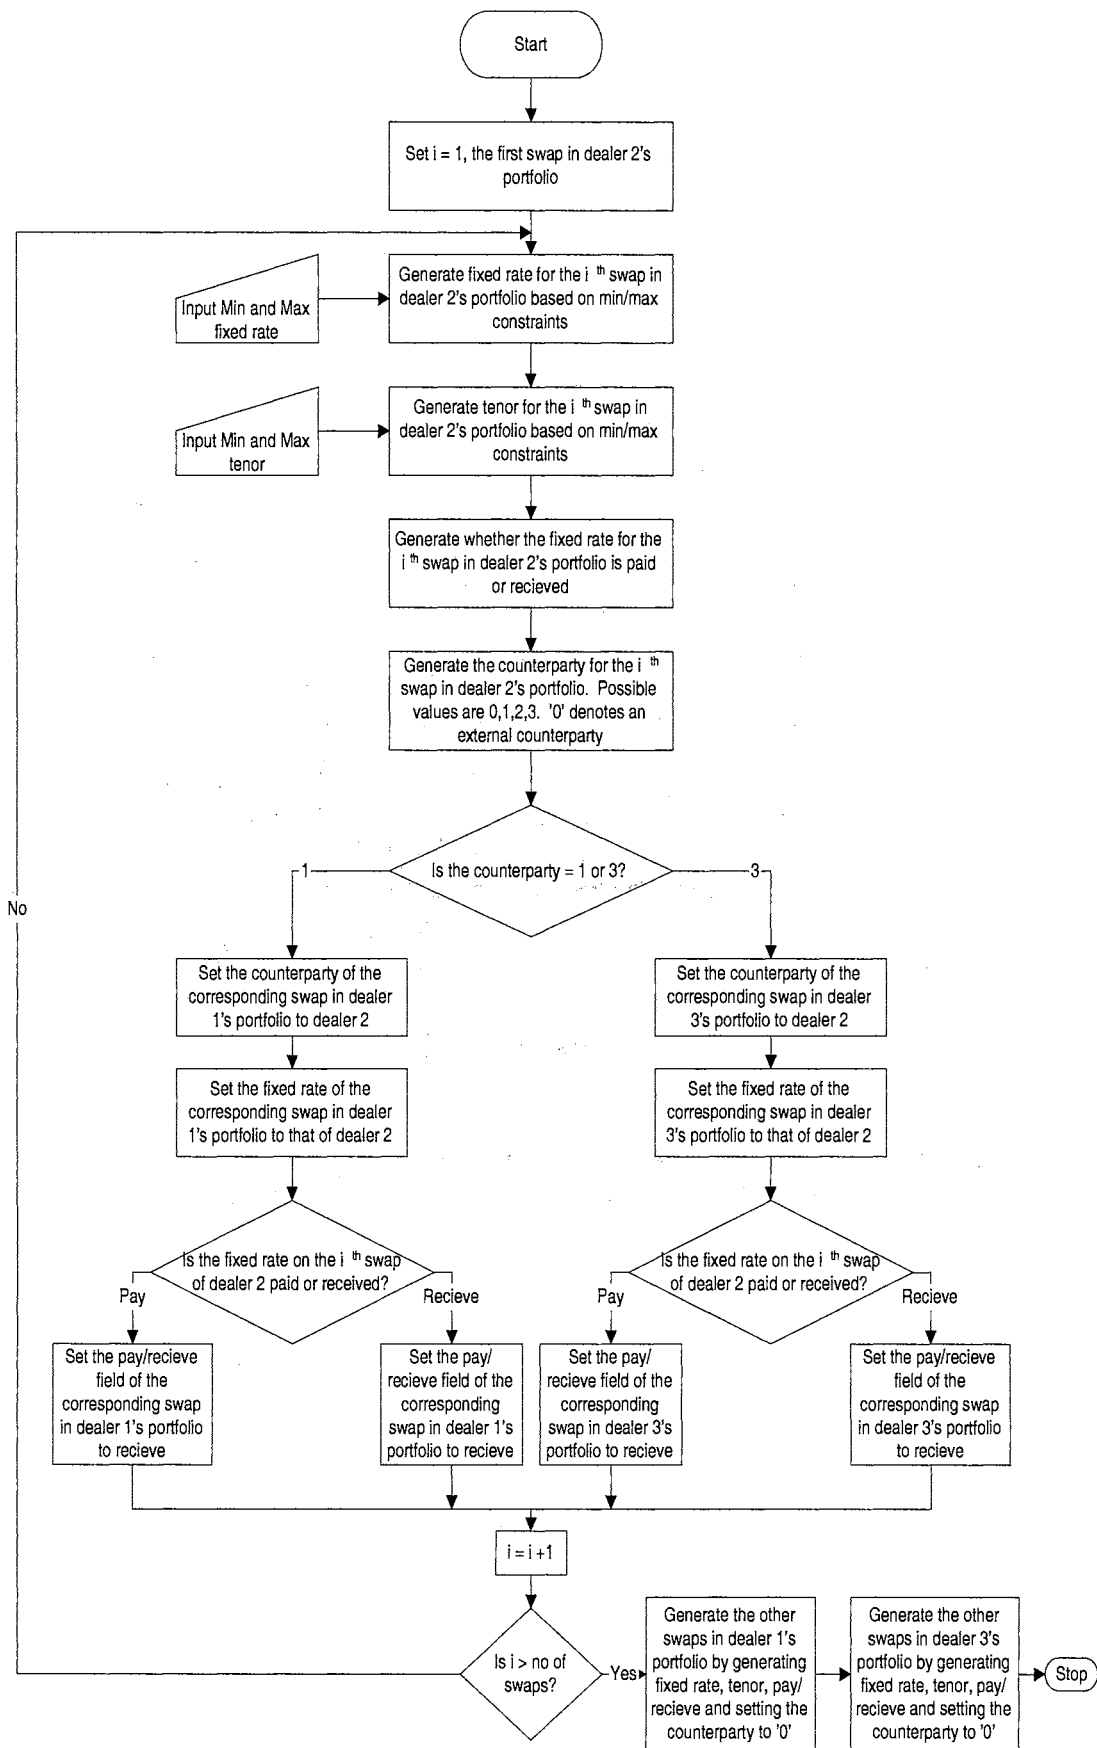 Start
Set i = 1, the first swap in dealer 2's
portfolio
Generate fixed rate for the i th swap in
dealer 2's portfolio based on min/max
constraints
Input Min and Max
fixed rate
Generate tenor for the i th swap in
dealer 2's portfolio based on min/max
constraints
Input Min and Max
tenor
Generate whether the fixed rate for the
i th swap in dealer 2's portfolio is paid
or recieved
Generate the counterparty for the i th
swap in dealer 2's portfolio. Possible
values are 0,1,2,3. '0' denotes an
external counterparty
1
Is the counterparty = 1 or 3?
3
No
Set the counterparty of the
corresponding swap in dealer
1's portfolio to dealer 2
Set the counterparty of the
corresponding swap in dealer
3's portfolio to dealer 2
Set the fixed rate of the
corresponding swap in dealer
1's portfolio to that of dealer 2
Set the fixed rate of the
corresponding swap in dealer
3's portfolio to that of dealer 2
Is the fixed rate on the i th swap
of dealer 2 paid or received?
Pay
Recieve
Is the fixed rate on the i th swap
of dealer 2 paid or received?
Pay
Recieve
Set the pay/recieve
field of the
corresponding swap
in dealer 1's portfolio
to recieve
Set the pay/
recieve field of the
corresponding
swap in dealer 1's
portfolio to recieve
Set the pay/
recieve field of the
corresponding
swap in dealer 3's
portfolio to recieve
Set the pay/recieve
field of the
corresponding swap
in dealer 3's portfolio
to recieve
i = i +1
Is i > no of
swaps?
Yes
Generate the other
swaps in dealer 1's
portfolio by generating
fixed rate, tenor, pay/
recieve and setting the
counterparty to '0'
Generate the other
swaps in dealer 3's
portfolio by generating
fixed rate, tenor, pay/
recieve and setting the
counterparty to '0'
Stop